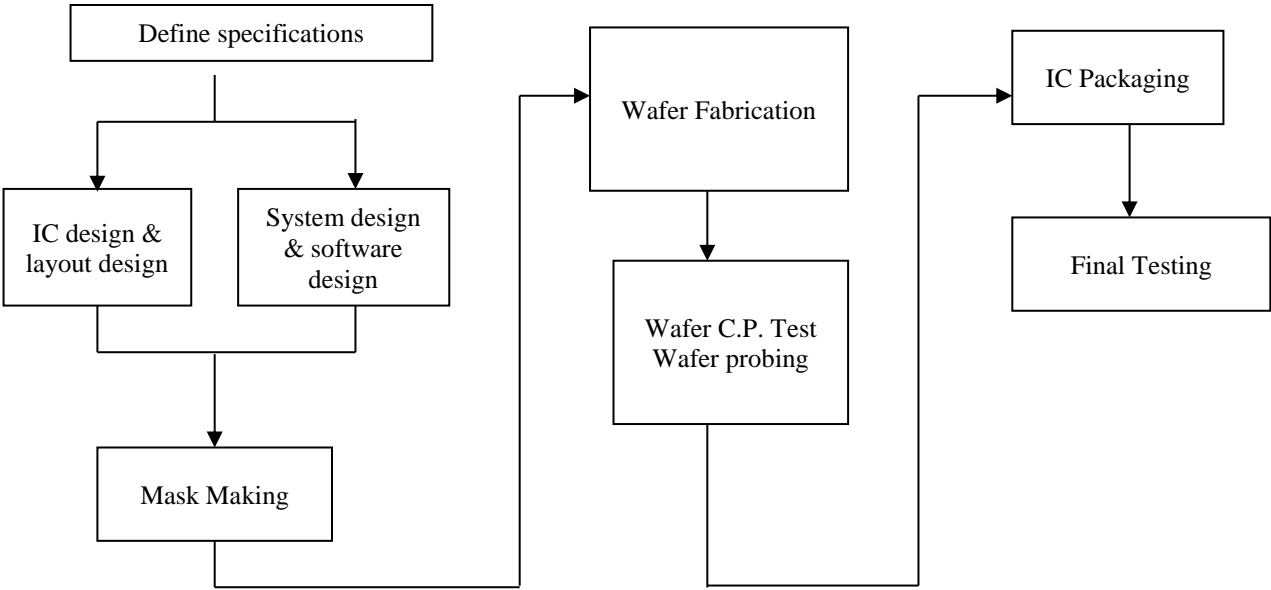 Define specifications
IC design &
layout design
System design
& software
design
Mask Making
Wafer Fabrication
Wafer C.P. Test
Wafer probing
IC Packaging
Final Testing